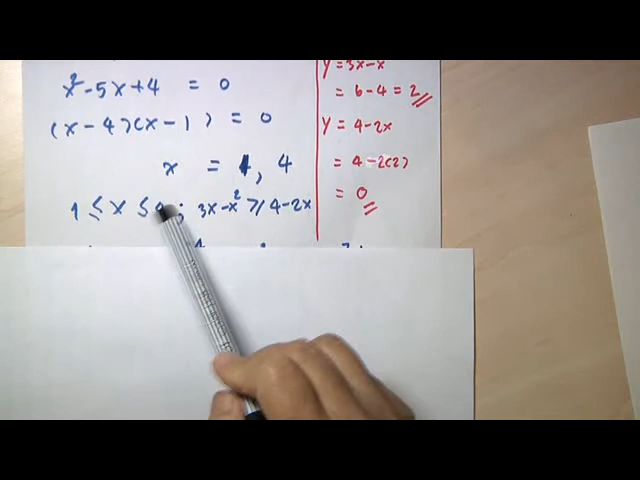 x²-5x+4 = 0
(x-4)(x-1) = 0
x = 1, 4
1 ≤ x ≤ 4; 3x-x² ≥ 4-2x
y = 3x-x
= 6-4 = 2
y = 4-2x
= 4-2(2)
= 0